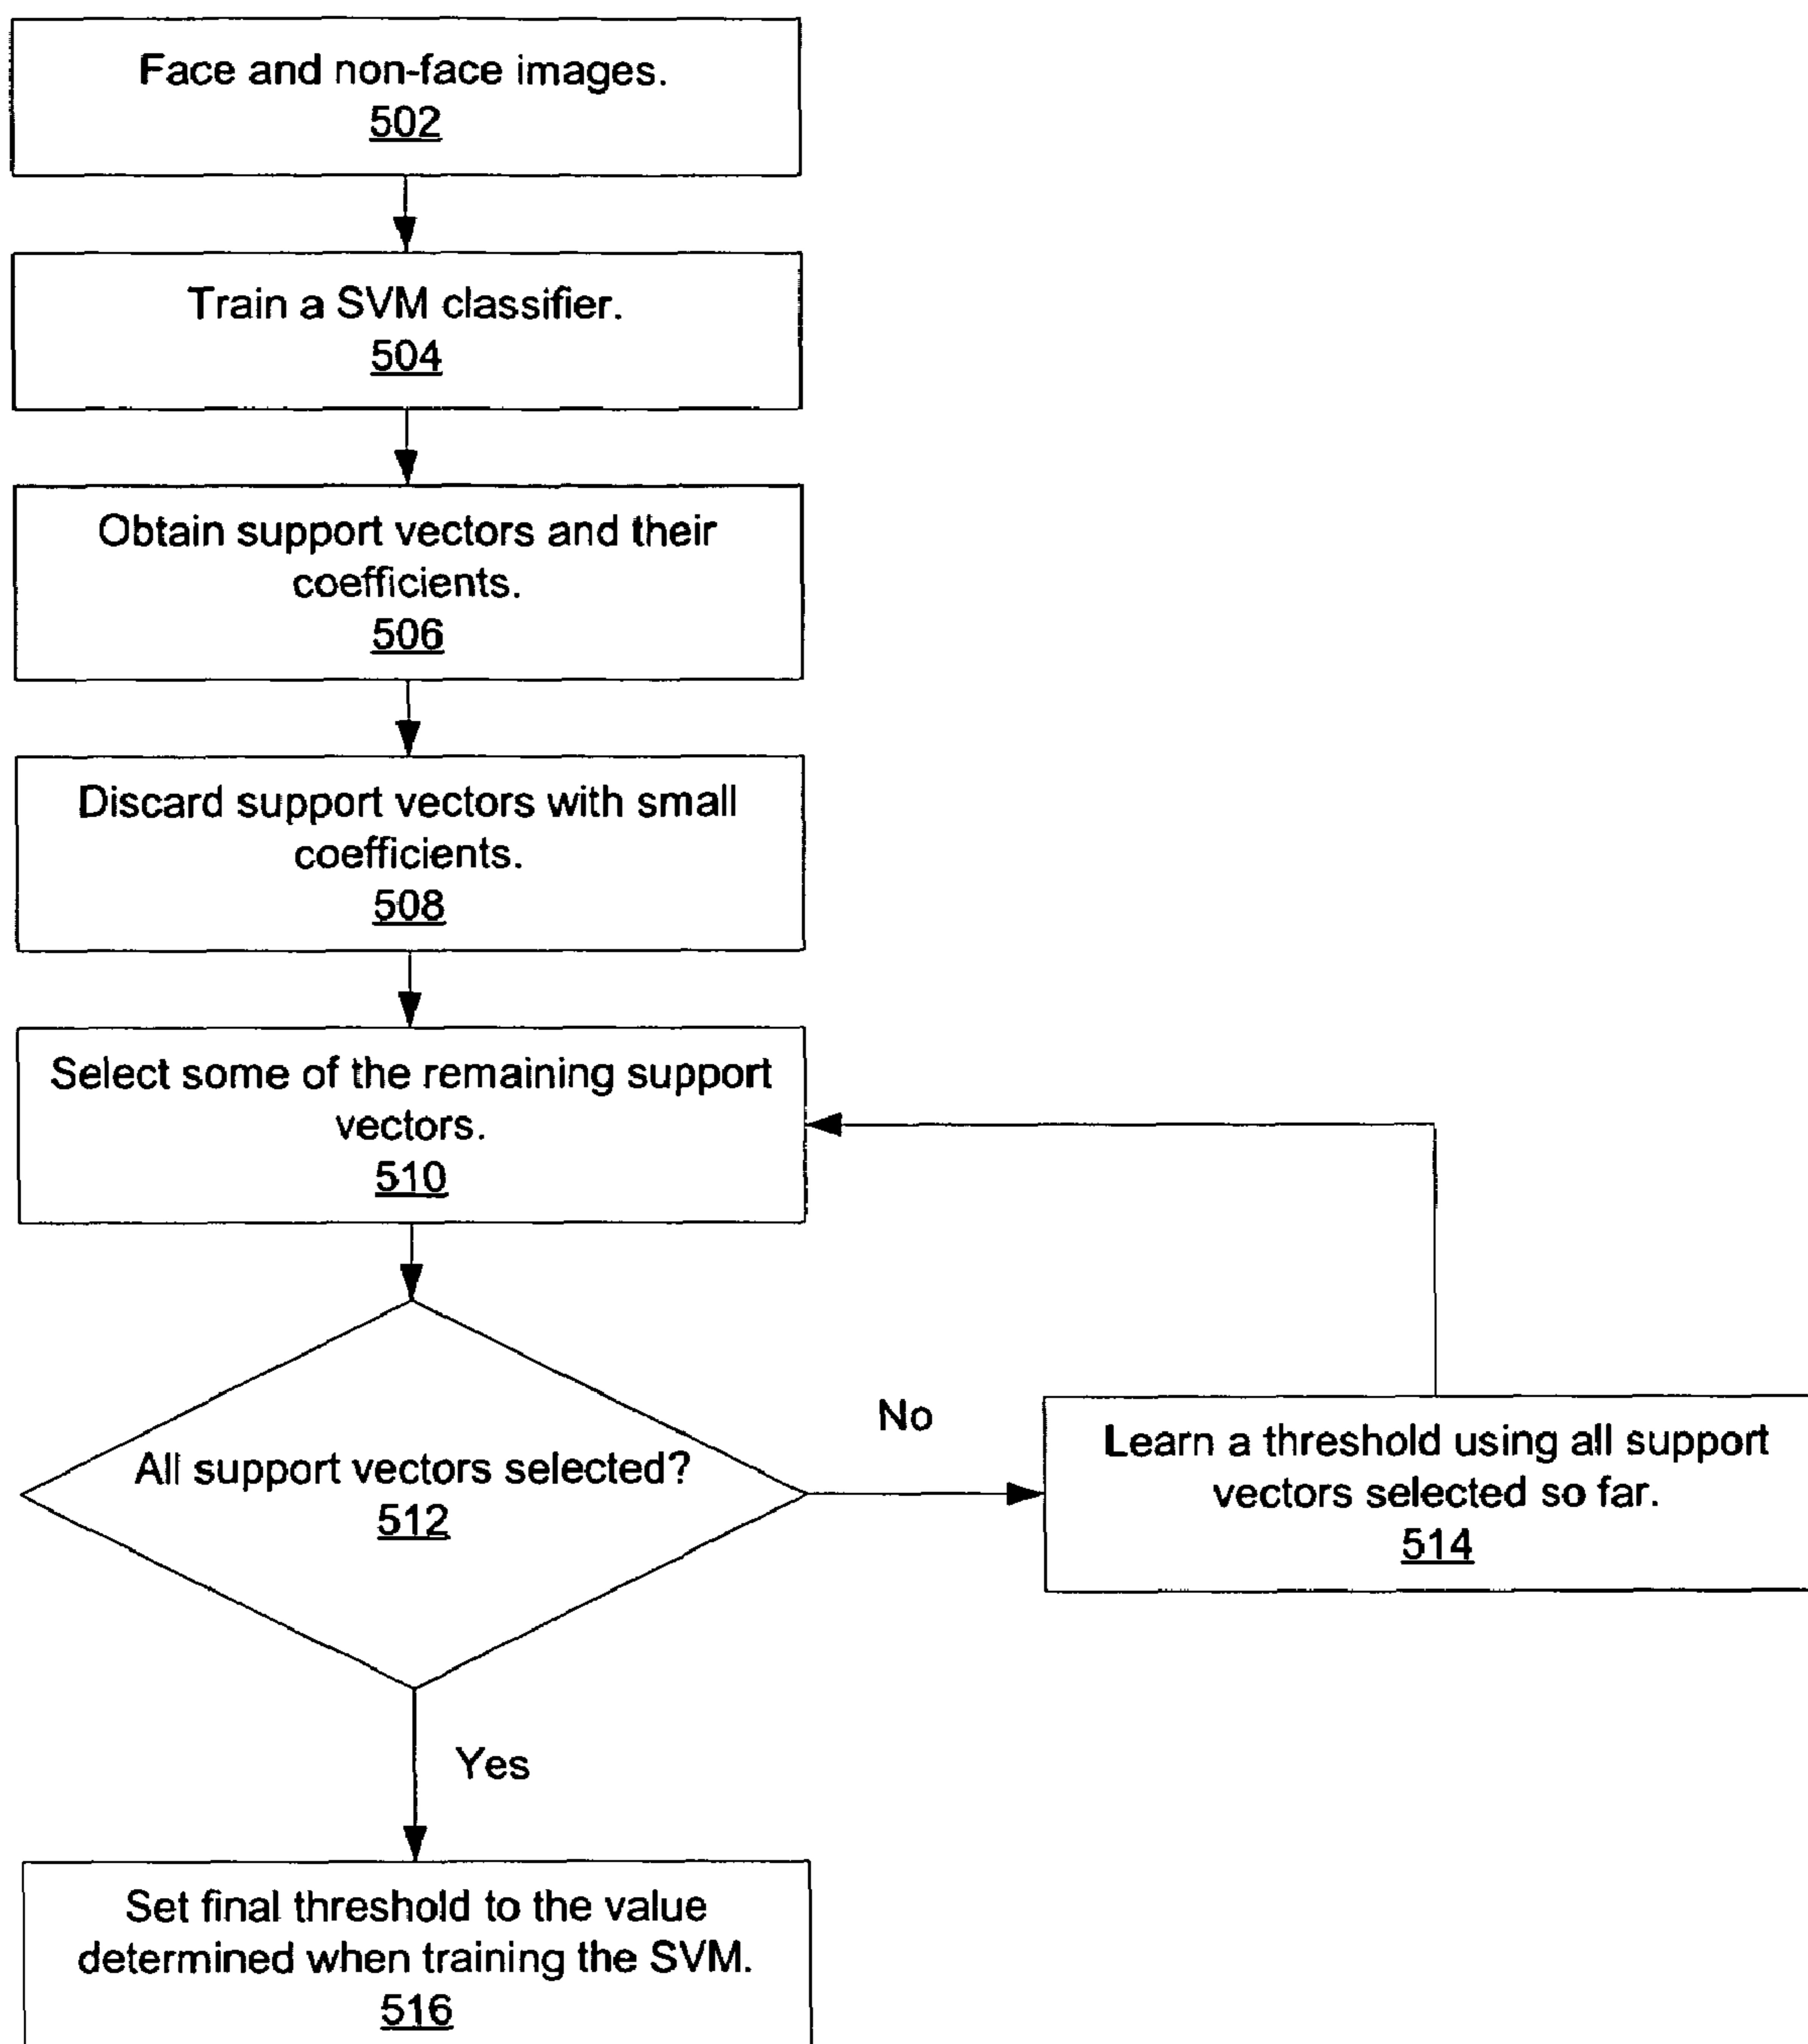 Face and non-face images.
502
Train a SVM classifier.
504
Obtain support vectors and their
coefficients.
506
Discard support vectors with small
coefficients.
508
Select some of the remaining support
vectors.
510
All support vectors selected?
512
No
Learn a threshold using all support
vectors selected so far.
514
Yes
Set final threshold to the value
determined when training the SVM.
516